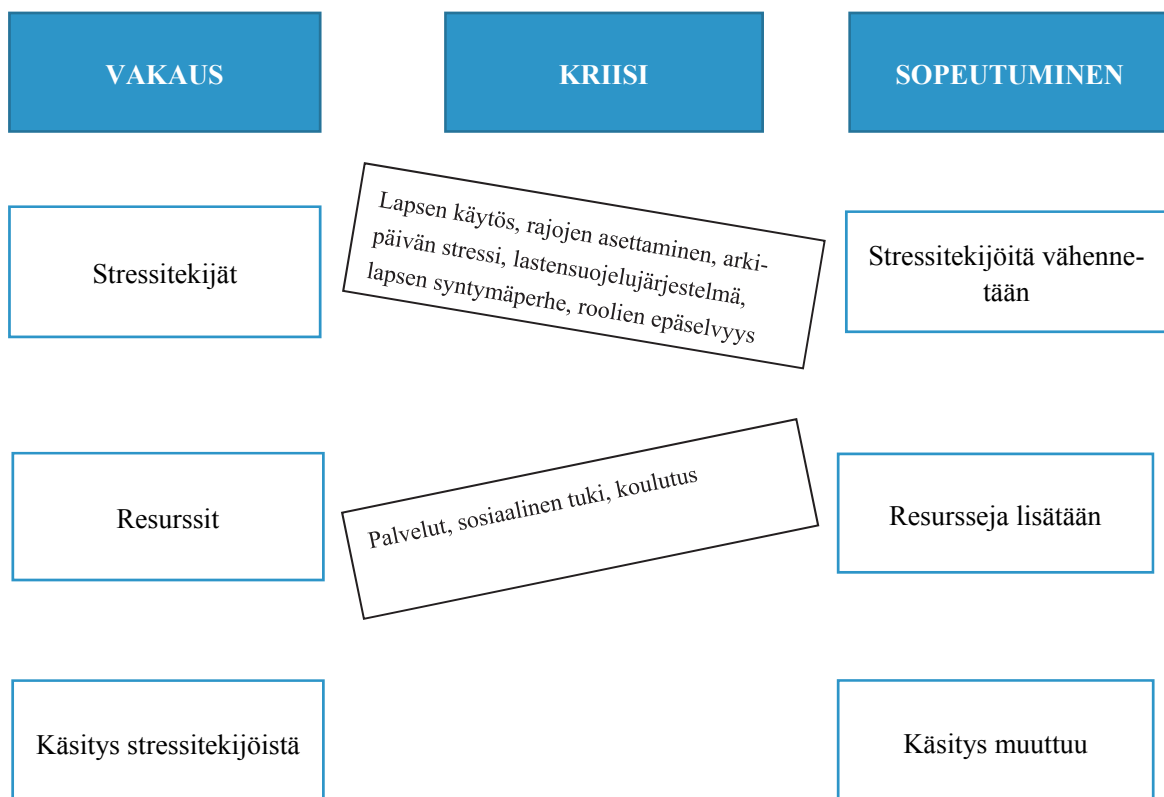 VAKAUS
KRIISI
SOPEUTUMINEN
Stressitekijät
Lapsen käytös, rajojen asettaminen, arki-
päivän stressi, lastensuojelujärjestelmä,
lapsen syntymäperhe, roolien epäselvyys
Stressitekijöitä vähenne-
tään
Resurssit
Palvelut, sosiaalinen tuki, koulutus
Resursseja lisätään
Käsitys stressitekijöistä
Käsitys muuttuu